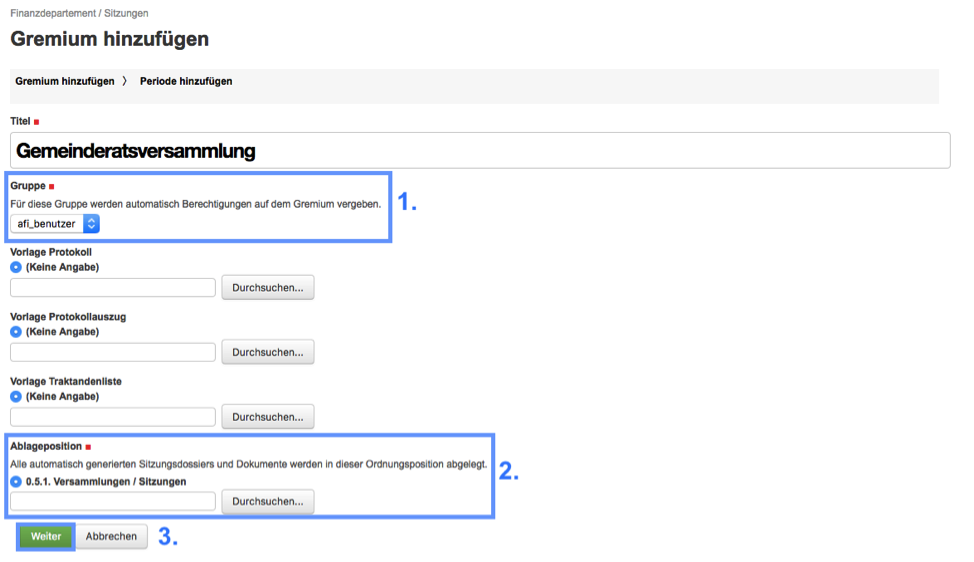 Finanzdepartement / Sitzungen
Gremium hinzufügen
Gremium hinzufügen 〉 Periode hinzufügen
Titel
Gemeinderatsversammlung
Gruppe
Für diese Gruppe werden automatisch Berechtigungen auf dem Gremium vergeben.
1.
afi_benutzer
Vorlage Protokoll
(Keine Angabe)
Durchsuchen...
Vorlage Protokollauszug
(Keine Angabe)
Durchsuchen...
Vorlage Traktandenliste
(Keine Angabe)
Durchsuchen...
Ablageposition
Alle automatisch generierten Sitzungsdossiers und Dokumente werden in dieser Ordnungsposition abgelegt.
2.
0.5.1. Versammlungen / Sitzungen
Durchsuchen...
Weiter Abbrechen 3.